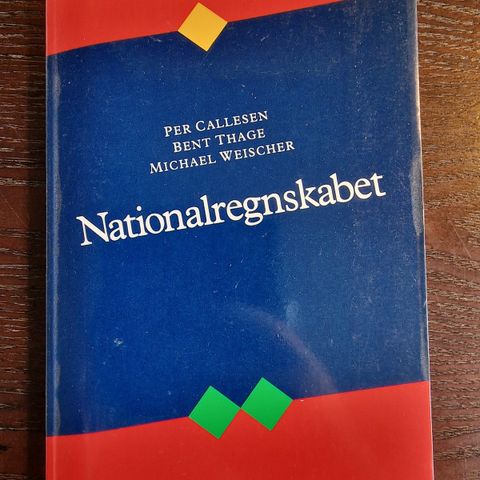 PER CALLESEN
BENT THAGE
MICHAEL WEISCHER
Nationalregnskabet